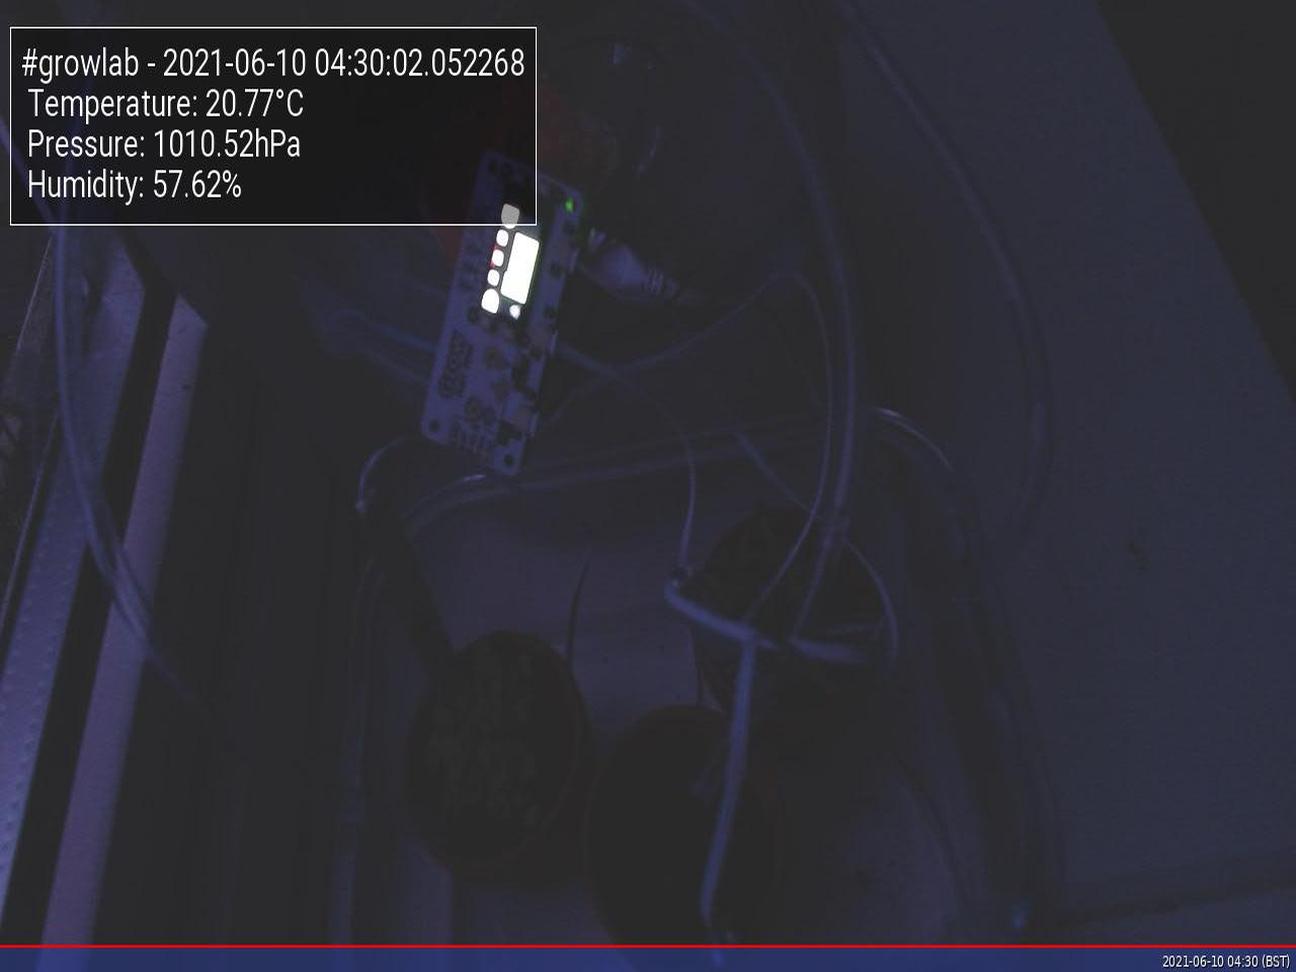 #growlab - 2021-06-10 04:30:02.052268
Temperature: 20.77°C
Pressure: 1010.52hPa
Humidity: 57.62%
2021-06-10 04:30 (BST)